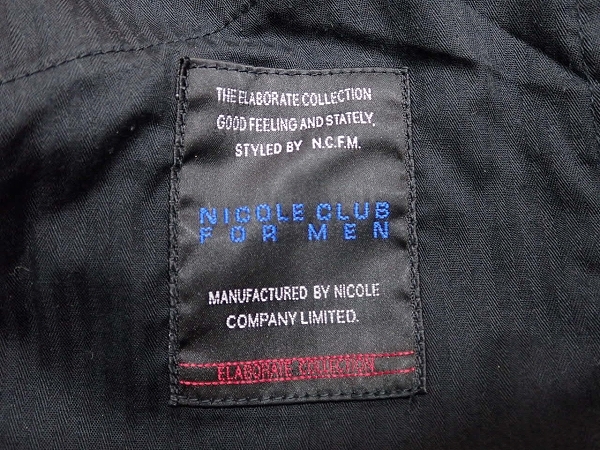 THE ELABORATE COLLECTION
GOOD FEELING AND STATELY,
STYLED BY N.C.F.M.
NICOLE CLUB
FOR MEN
MANUFACTURED BY NICOLE
COMPANY LIMITED.
ELABORATE COLLECTION